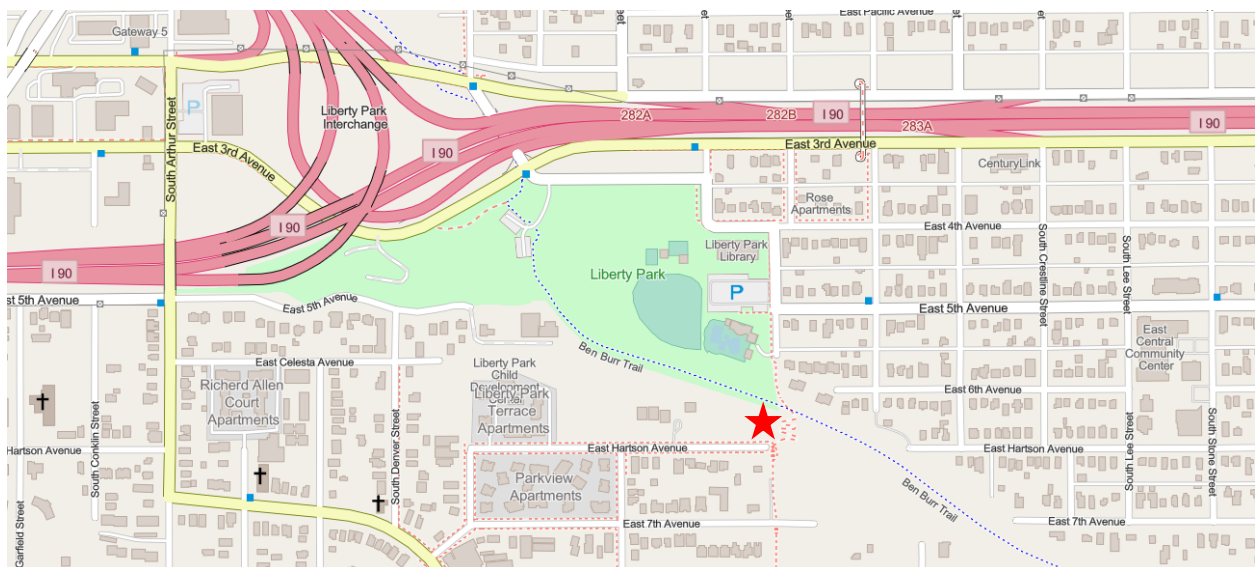 East Pacific Avenue
Gateway 5
South Arthur Street
P
Liberty Park
Interchange
282A
282B
I 90
283A
I 90
I 90
East 3rd Avenue
East 3rd Avenue
CenturyLink
Rose
Apartments
I 90
East 4th Avenue
South Crestline Street
South Lee Street
Liberty Park
Library
I 90
Liberty Park
P
st 5th Avenue
East 5th Avenue
East 5th Avenue
East
Central
Community
Center
Ben Burr Trail
East Celesta Avenue
Liberty Park
Child
Development
Liberty Park
Terrace
Apartments
Richerd Allen
Court
Apartments
East 6th Avenue
South Conklin Street
South Denver Street
South Lee Street
South Stone Street
Hartson Avenue
East Hartson Avenue
East Hartson Avenue
Parkview
Apartments
Ben Burr Trail
Garfield Street
East 7th Avenue
East 7th Avenue